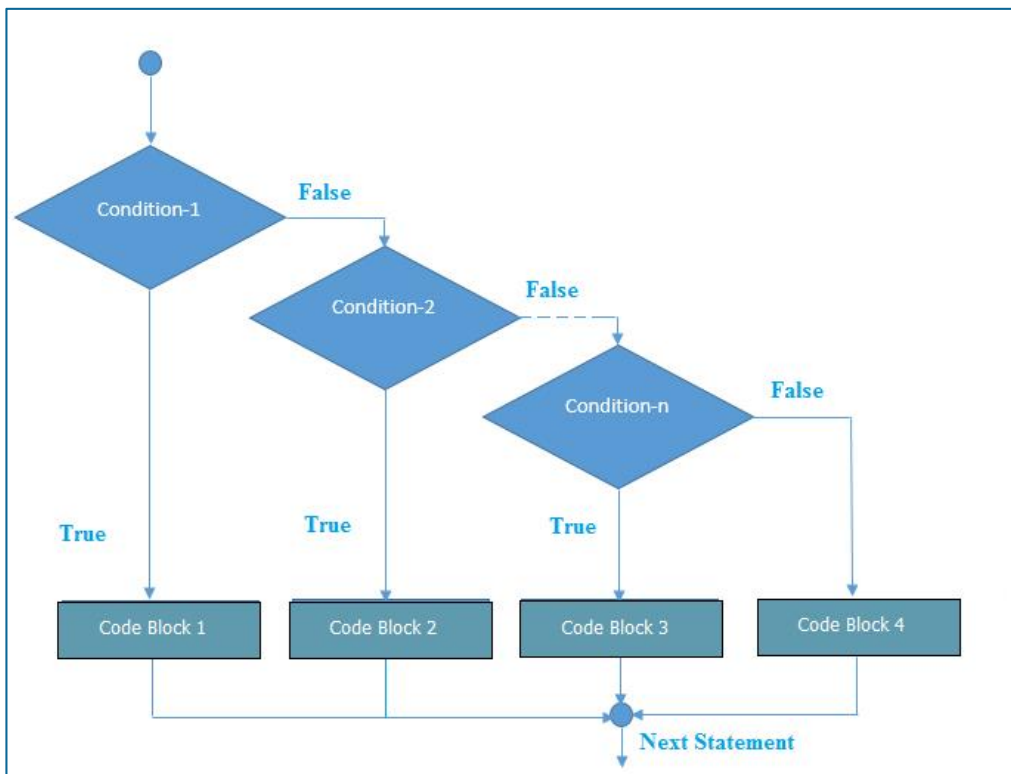 Condition-1
False
Condition-2
False
Condition-n
False
True
True
True
Code Block 1
Code Block 2
Code Block 3
Code Block 4
Next Statement